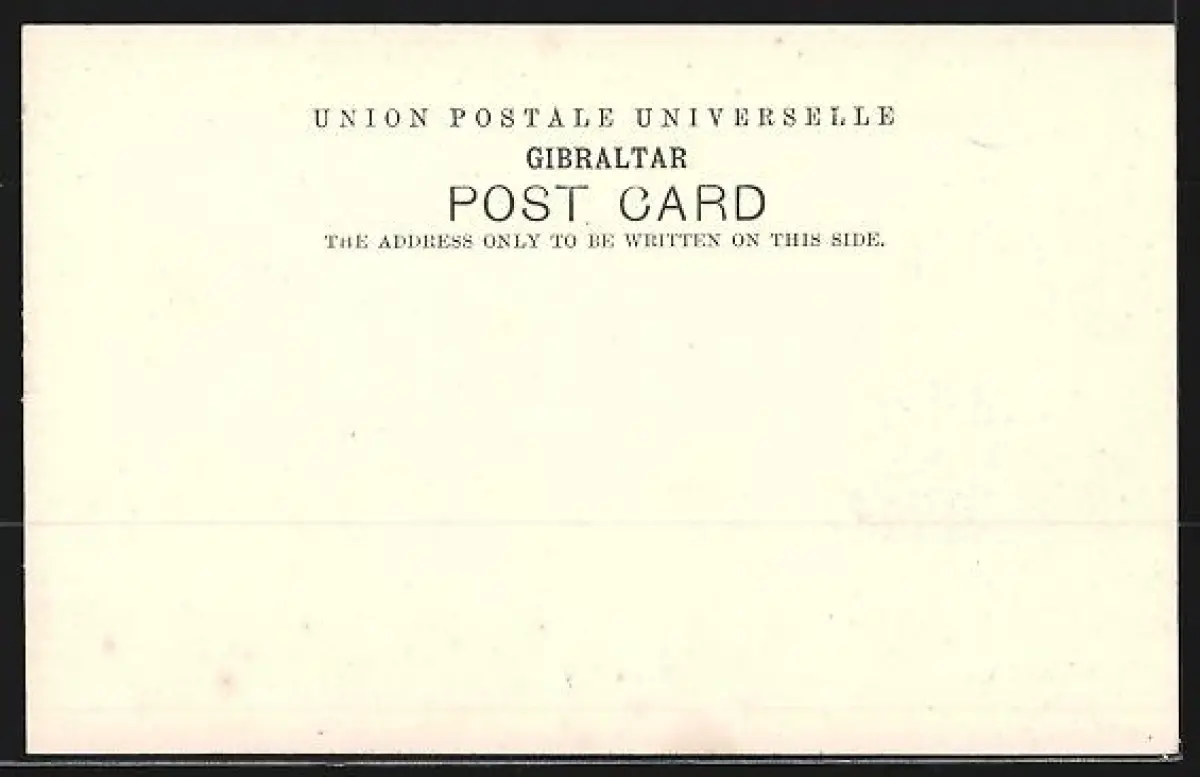 UNION POSTALE UNIVERSELLE
GIBRALTAR
POST CARD
THE ADDRESS ONLY TO BE WRITTEN ON THIS SIDE.